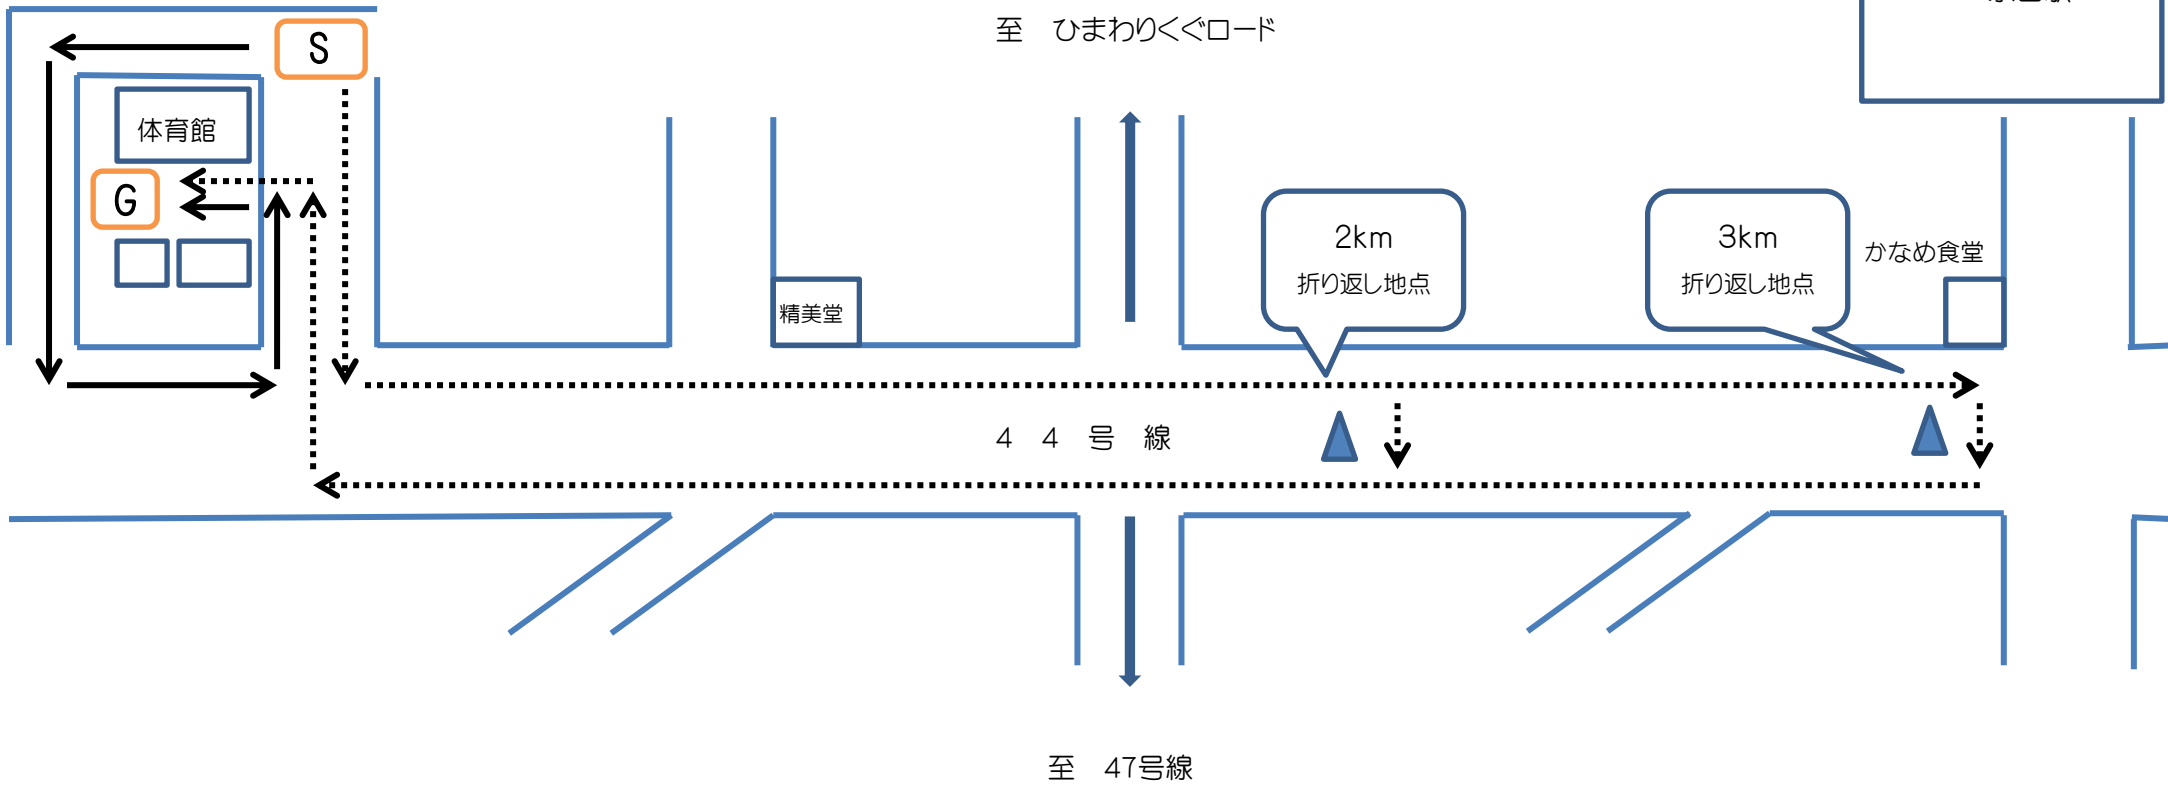 至　ひまわりくぐロード
S
体育館
G
2km
折り返し地点
3km
折り返し地点
かなめ食堂
精美堂
４４号線
至　47号線